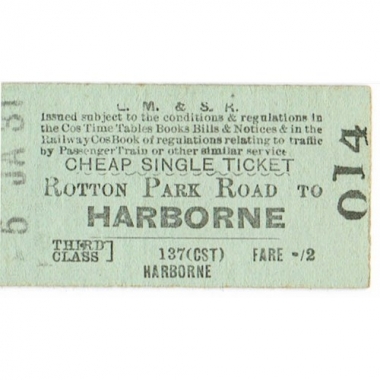 L. M. & S. R.
Issued subject to the conditions & regulations in
the Cos Time Tables Books Bills & Notices & in the
Railway Cos Book of regulations relating to traffic
by Passenger Train or other similar service.
CHEAP SINGLE TICKET
ROTTON PARK ROAD TO
HARBORNE
THIRD CLASS]
137(CST) FARE -/2
HARBORNE
014
5 JA 31